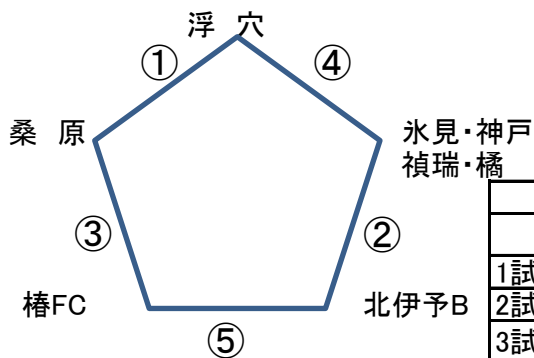 浮 穴
① ④
桑 原
氷見・神戸
禎瑞・橘
③ ②
1試
椿FC
北伊予B
2試
3試
⑤